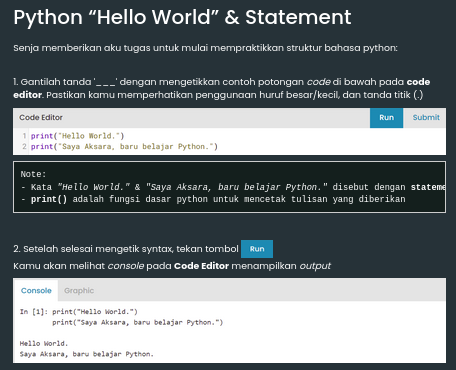 Python “Hello World” & Statement
Senja memberikan aku tugas untuk mulai mempraktikkan struktur bahasa python:
1. Gantilah tanda '___' dengan mengetikkan contoh potongan code di bawah pada code
editor. Pastikan kamu memperhatikan penggunaan huruf besar/kecil, dan tanda titik (.)
Code Editor Run Submit
1 print("Hello World.")
2 print("Saya Aksara, baru belajar Python.")
Note:
- Kata "Hello World." & "Saya Aksara, baru belajar Python." disebut dengan stateme
- print() adalah fungsi dasar python untuk mencetak tulisan yang diberikan
2. Setelah selesai mengetik syntax, tekan tombol Run
Kamu akan melihat console pada Code Editor menampilkan output
Console Graphic
In [1]: print("Hello World.")
print("Saya Aksara, baru belajar Python.")
Hello World.
Saya Aksara, baru belajar Python.